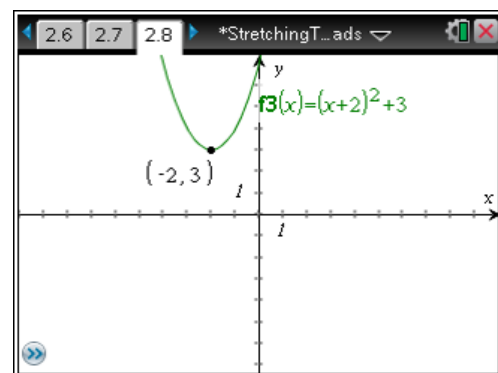 2.6 2.7 2.8 *StretchingT...ads
y
f3(x)=(x+2)²+3
(-2, 3)
1
x
1